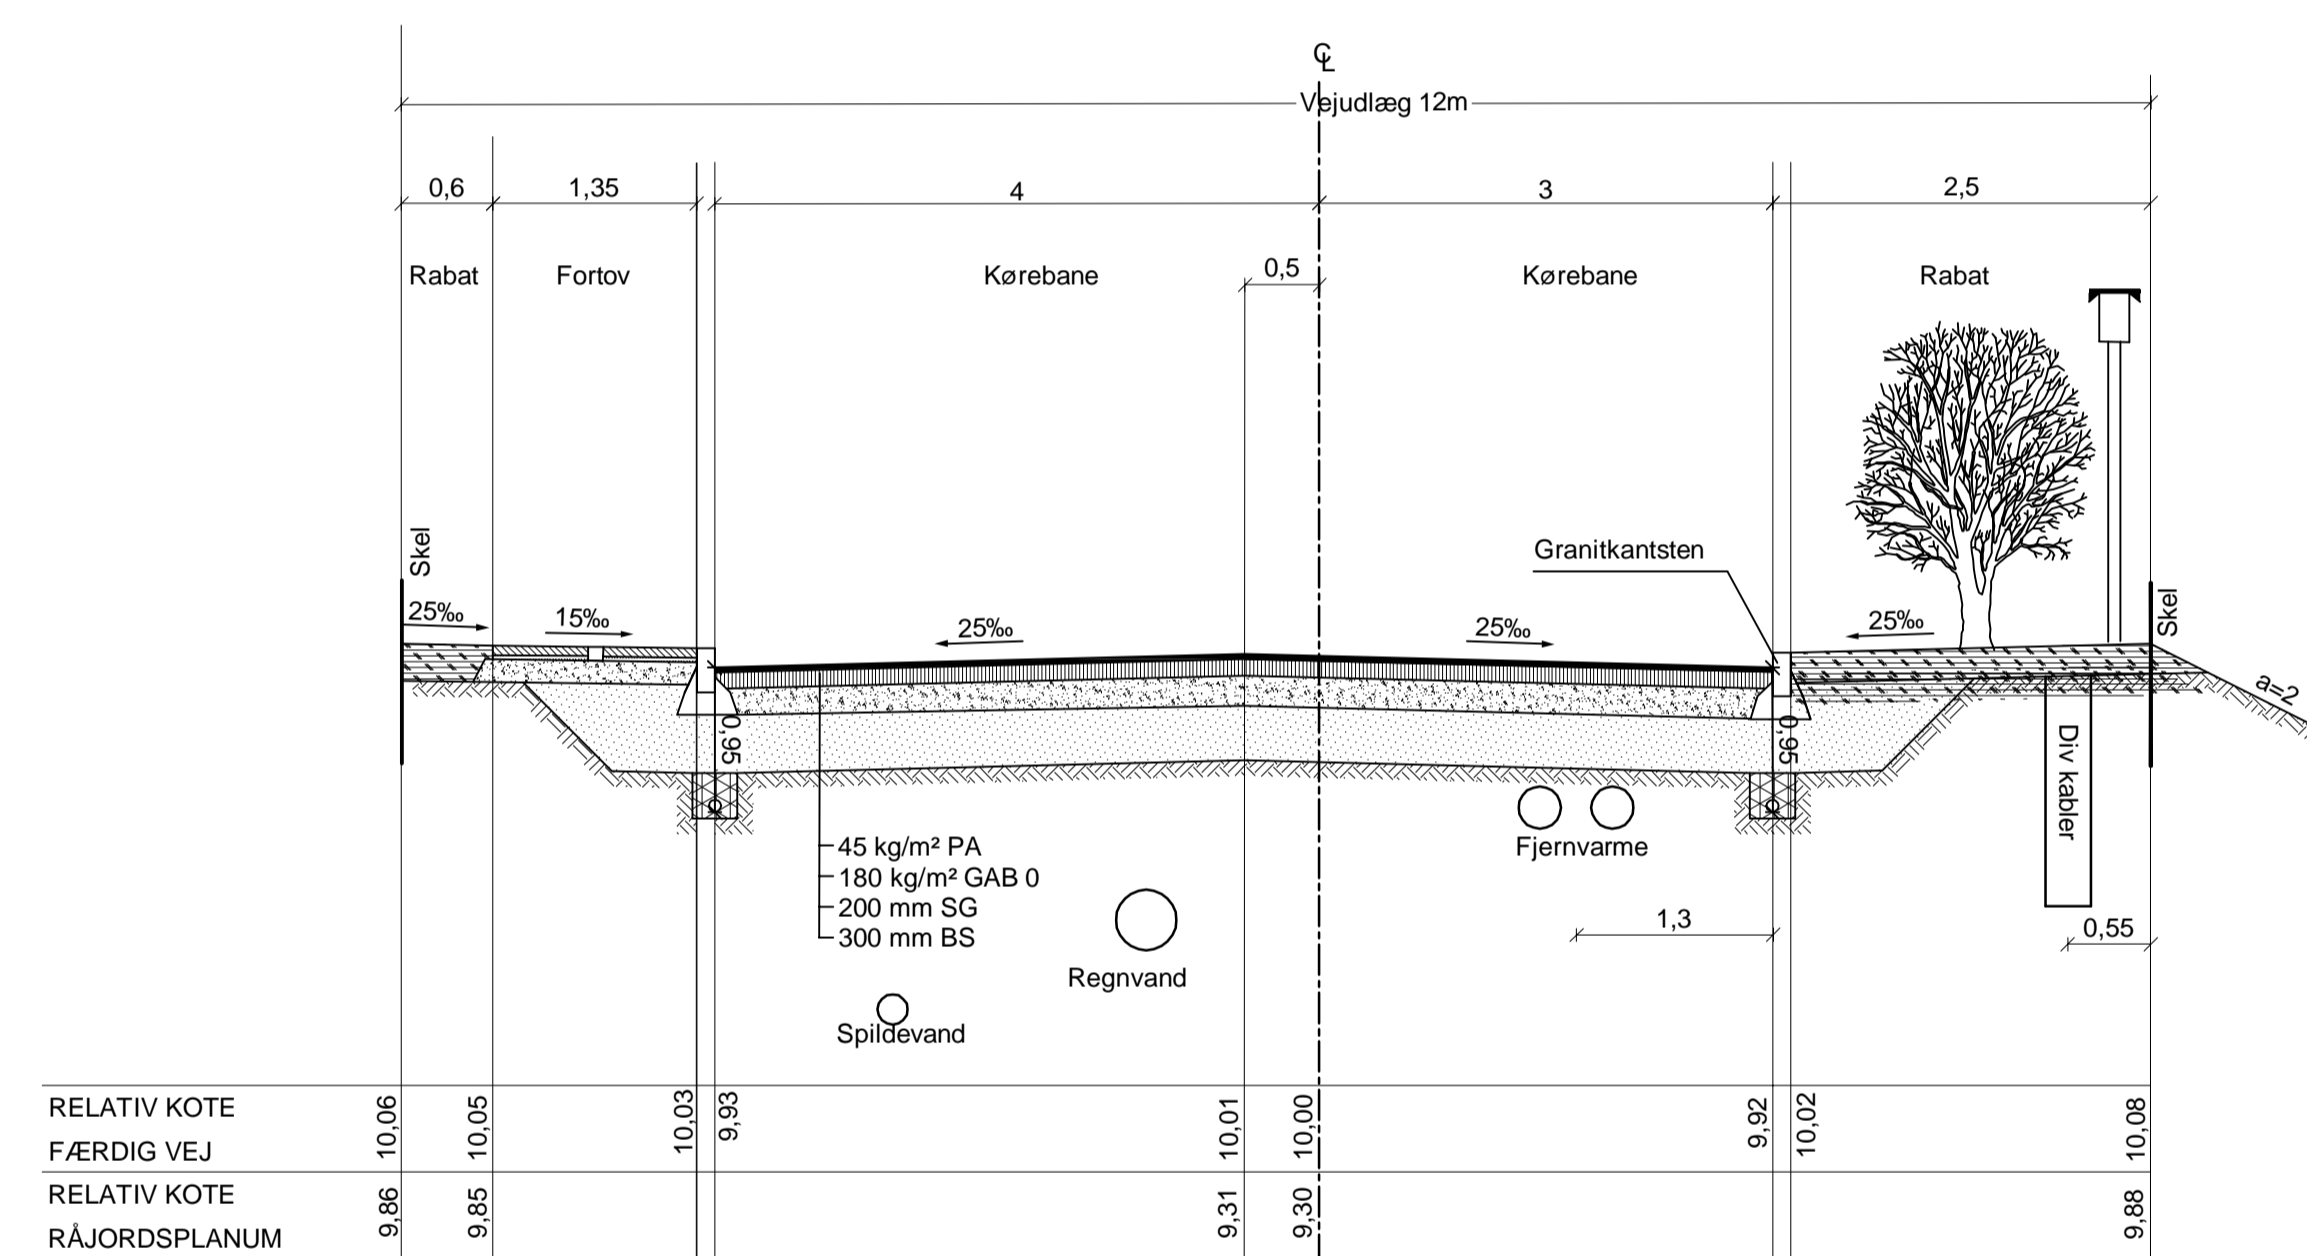 ℄
Vejudlæg 12m
0,6
1,35
4
3
2,5
Rabat
Fortov
Kørebane
0,5
Kørebane
Rabat
Skel
Granitkantsten
Skel
25‰
15‰
25‰
25‰
25‰
a=2
0,95
0,95
Div kabler
45 kg/m² PA
180 kg/m² GAB 0
200 mm SG
300 mm BS
Fjernvarme
1,3
0,55
Regnvand
Spildevand
RELATIV KOTE
FÆRDIG VEJ
10,06
10,05
10,03
9,93
10,01
10,00
9,92
10,02
10,08
RELATIV KOTE
RÅJORDSPLANUM
9,86
9,85
9,31
9,30
9,88